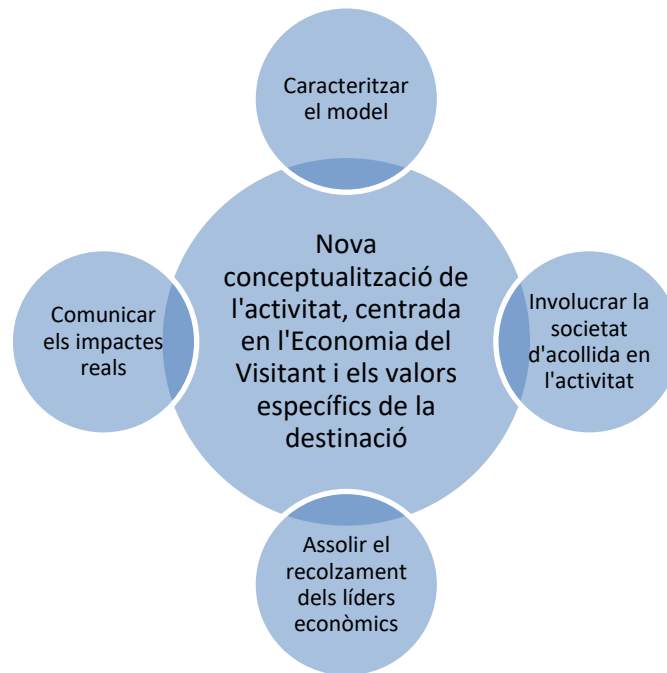 Caracteritzar
el model
Nova
conceptualització de
l'activitat, centrada
en l'Economia del
Visitant i els valors
específics de la
destinació
Comunicar
els impactes
reals
Involucrar la
societat
d'acollida en
l'activitat
Assolir el
recolzament
dels líders
econòmics